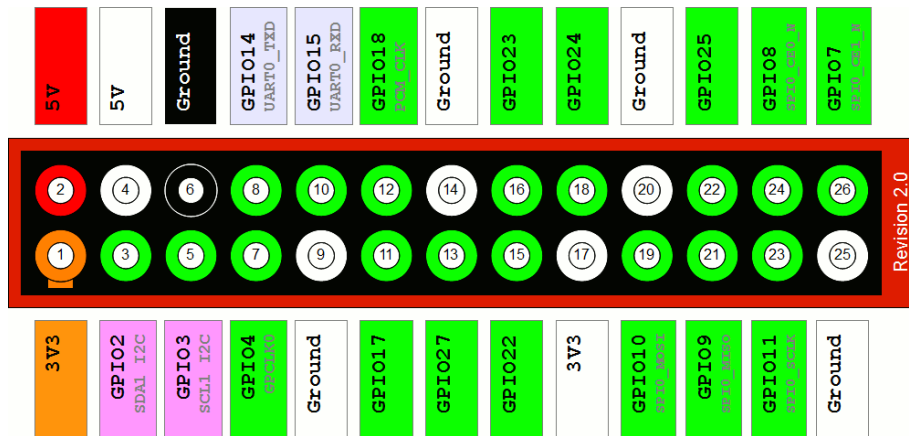 5V
5V
Ground
GPIO14
UART0_TXD
GPIO15
UART0_RXD
GPIO18
PCM_CLK
Ground
GPIO23
GPIO24
Ground
GPIO25
GPIO8
SPI0_CE0_N
GPIO7
SPI0_CE1_N
2 4 6 8 10 12 14 16 18 20 22 24 26
1 3 5 7 9 11 13 15 17 19 21 23 25
Revision 2.0
3V3
GPIO2
SDA1 I2C
GPIO3
SCL1 I2C
GPIO4
GPCLK0
Ground
GPIO17
GPIO27
GPIO22
3V3
GPIO10
SPI0_MOSI
GPIO9
SPI0_MISO
GPIO11
SPI0_SCLK
Ground